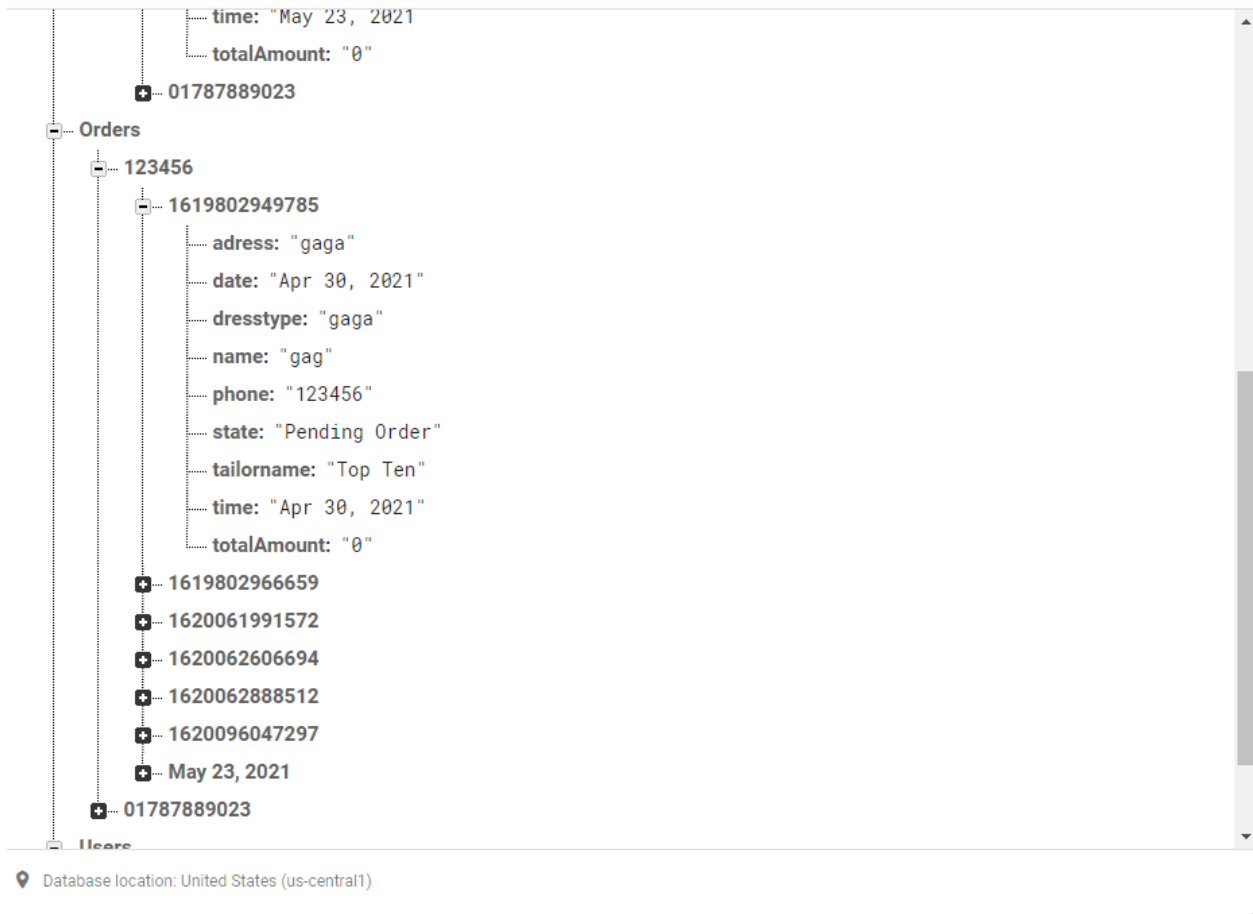 time: "May 23, 2021
totalAmount: "0"
01787889023
Orders
123456
1619802949785
adress: "gaga"
date: "Apr 30, 2021"
dresstype: "gaga"
name: "gag"
phone: "123456"
state: "Pending Order"
tailorname: "Top Ten"
time: "Apr 30, 2021"
totalAmount: "0"
1619802966659
1620061991572
1620062606694
1620062888512
1620096047297
May 23, 2021
01787889023
Users
Database location: United States (us-central1)